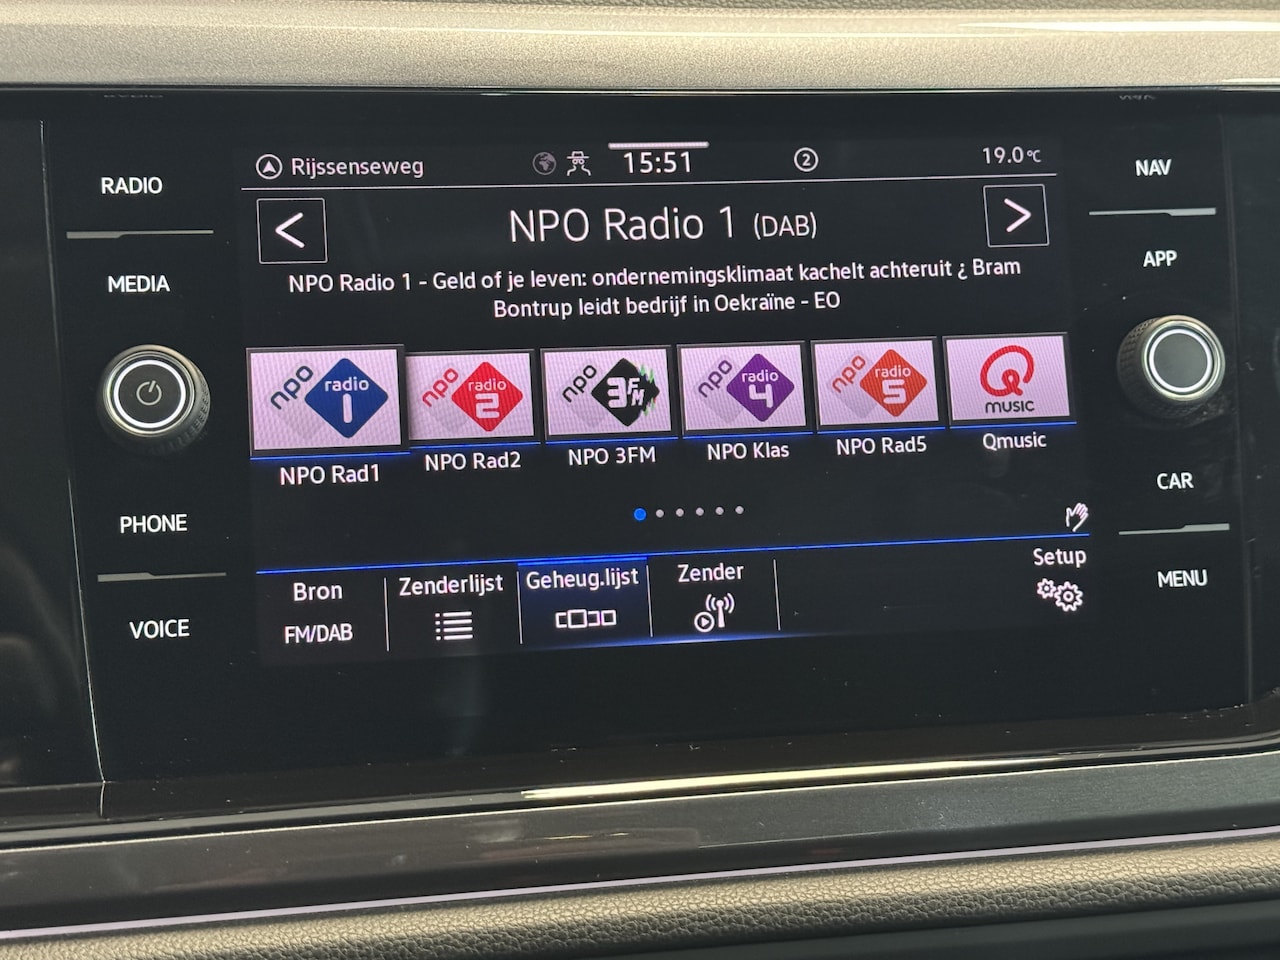 RADIO
MEDIA
PHONE
VOICE
Rijssenseweg
15:51
2
19.0°C
NPO Radio 1 (DAB)
NPO Radio 1 - Geld of je leven: ondernemingsklimaat kachelt achteruit ¿ Bram
Bontrup leidt bedrijf in Oekraïne - EO
npo radio 1
npo radio 2
npo 3FM
npo radio 4
npo radio 5
Q MUSIC
NPO Rad1
NPO Rad2
NPO 3FM
NPO Klas
NPO Rad5
Qmusic
Bron
FM/DAB
Zenderlijst
Geheug.lijst
Zender
Setup
NAV
APP
CAR
MENU